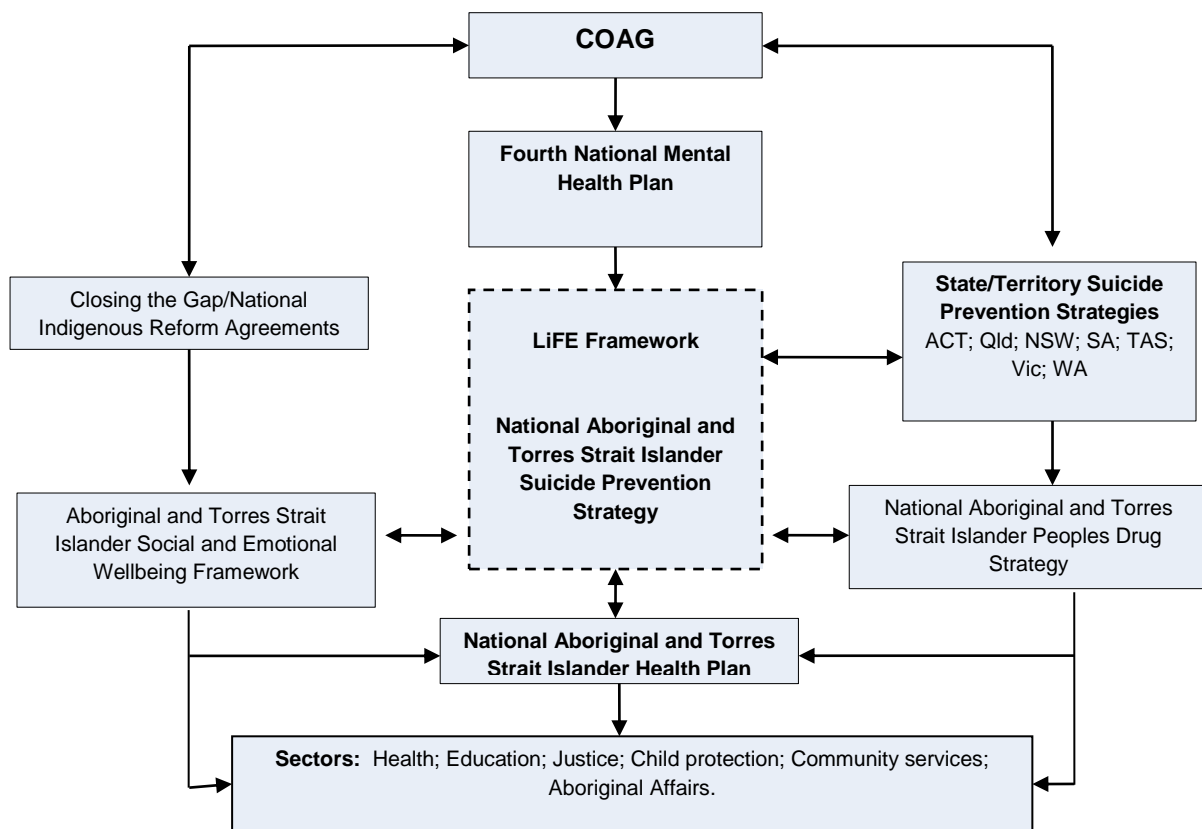 COAG
Fourth National Mental
Health Plan
Closing the Gap/National
Indigenous Reform Agreements
LiFE Framework
National Aboriginal and
Torres Strait Islander
Suicide Prevention
Strategy
State/Territory Suicide
Prevention Strategies
ACT; Qld; NSW; SA; TAS;
Vic; WA
Aboriginal and Torres Strait
Islander Social and Emotional
Wellbeing Framework
National Aboriginal and Torres
Strait Islander Peoples Drug
Strategy
National Aboriginal and Torres
Strait Islander Health Plan
Sectors: Health; Education; Justice; Child protection; Community services;
Aboriginal Affairs.